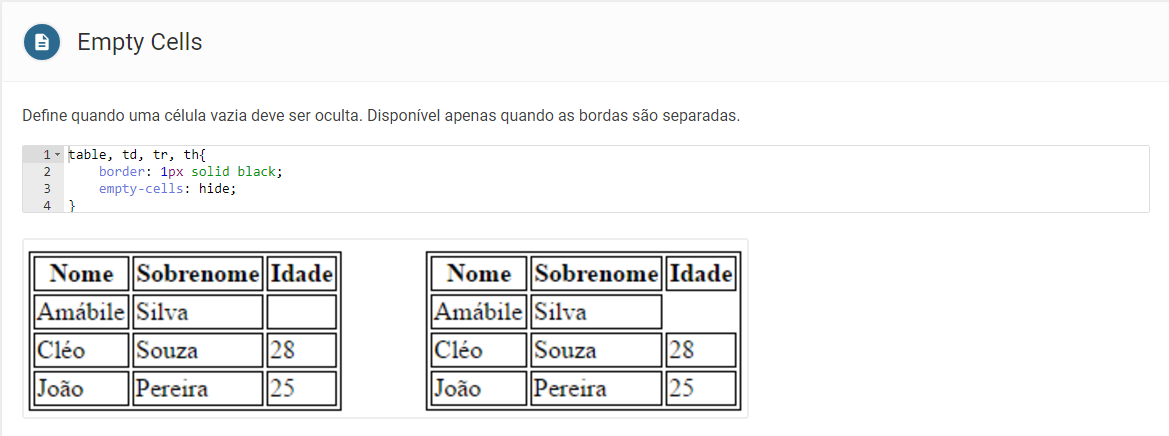 Empty Cells
Define quando uma célula vazia deve ser oculta. Disponível apenas quando as bordas são separadas.
1 table, td, tr, th{
2 border: 1px solid black;
3 empty-cells: hide;
4 }
Nome Sobrenome Idade
Amábile Silva
Cléo Souza 28
João Pereira 25
Nome Sobrenome Idade
Amábile Silva
Cléo Souza 28
João Pereira 25